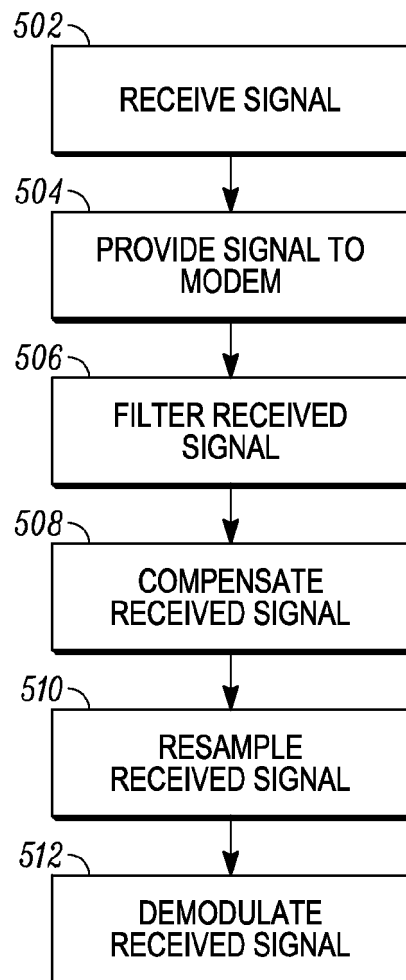 502
RECEIVE SIGNAL
504
PROVIDE SIGNAL TO
MODEM
506
FILTER RECEIVED
SIGNAL
508
COMPENSATE
RECEIVED SIGNAL
510
RESAMPLE
RECEIVED SIGNAL
512
DEMODULATE
RECEIVED SIGNAL